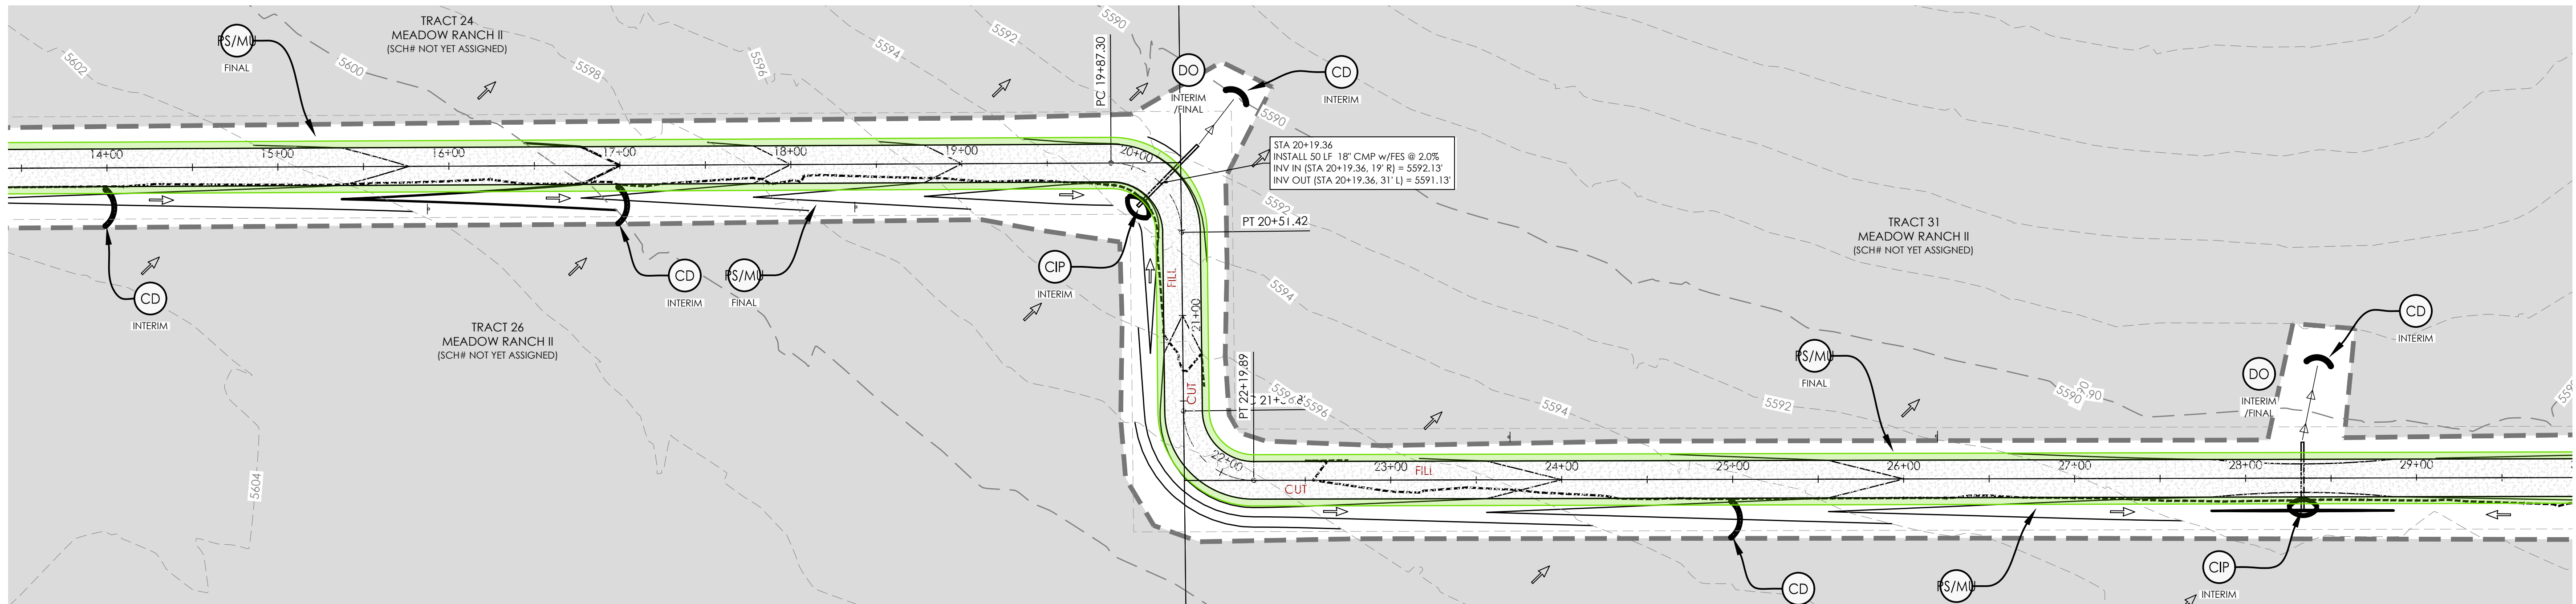 TRACT 24
MEADOW RANCH II
(SCH# NOT YET ASSIGNED)
PS/MU
FINAL
5602
5600
5598
5596
5594
5592
5590
PC 19+87.30
DO
INTERIM
/FINAL
CD
INTERIM
5590
STA 20+19.36
INSTALL 50 LF 18" CMP w/FES @ 2.0%
INV IN (STA 20+19.36, 19' R) = 5592.13'
INV OUT (STA 20+19.36, 31' L) = 5591.13'
14+00
15+00
16+00
17+00
18+00
19+00
20+00
5592
PT 20+51.42
TRACT 31
MEADOW RANCH II
(SCH# NOT YET ASSIGNED)
CD
INTERIM
TRACT 26
MEADOW RANCH II
(SCH# NOT YET ASSIGNED)
CD
INTERIM
PS/MU
FINAL
CIP
INTERIM
FILL
21+00
5594
CUT
PT 22+19.89
5596
5594
5592
5590
PS/MU
FINAL
DO
INTERIM
/FINAL
CD
INTERIM
5604
22+00
23+00
24+00
25+00
26+00
27+00
28+00
29+00
FILL
CUT
CD
PS/MU
CIP
INTERIM